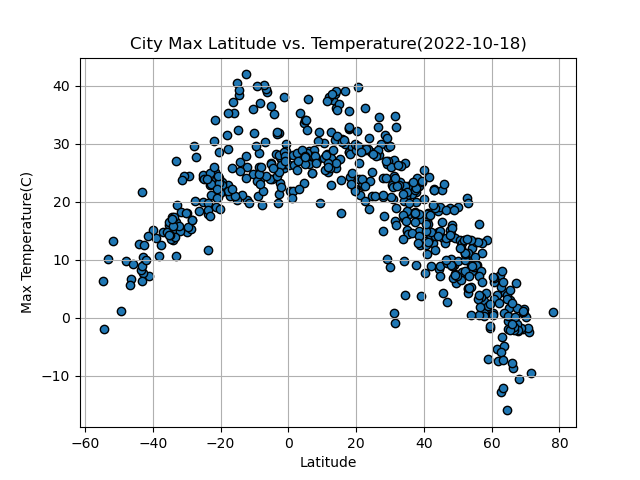 City Max Latitude vs. Temperature(2022-10-18)
Max Temperature(C)
40
30
20
10
0
−10
−60 −40 −20 0 20 40 60 80
Latitude